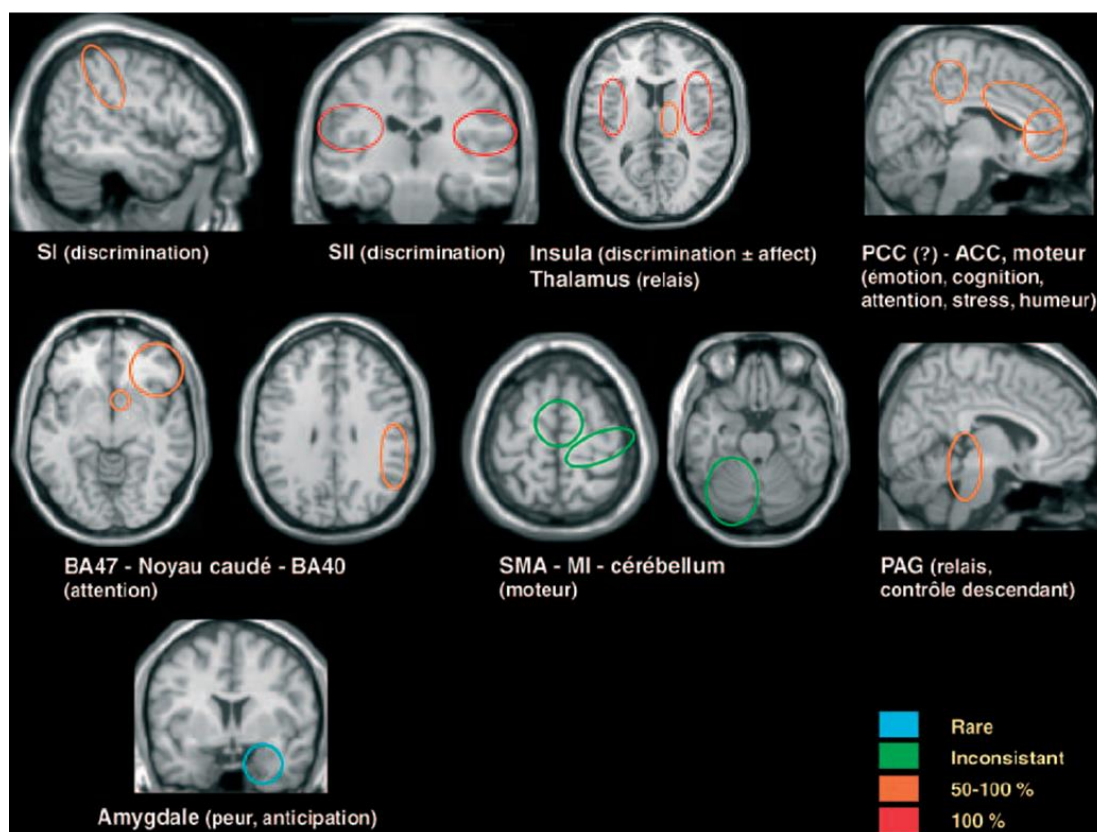 SI (discrimination)
SII (discrimination)
Insula (discrimination ± affect)
Thalamus (relais)
PCC (?) - ACC, moteur
(émotion, cognition,
attention, stress, humeur)
BA47 - Noyau caudé - BA40
(attention)
SMA - MI - cérébellum
(moteur)
PAG (relais,
contrôle descendant)
Amygdale (peur, anticipation)
Rare
Inconsistant
50-100 %
100 %